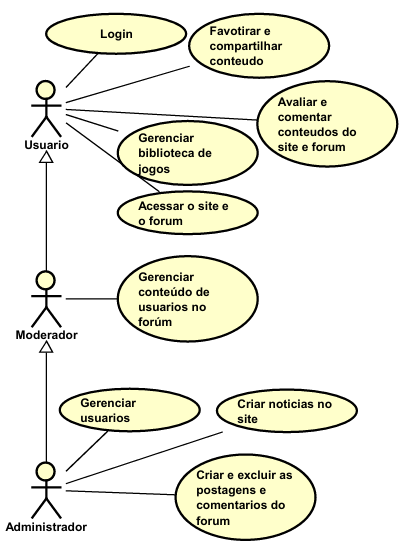 Login
Favotirar e
compartilhar
conteudo
Avaliar e
comentar
conteudos do
site e forum
Usuario
Gerenciar
biblioteca de
jogos
Acessar o site e
o forum
Gerenciar
conteúdo de
usuarios no
forúm
Moderador
Gerenciar
usuarios
Criar noticias no
site
Criar e excluir as
postagens e
comentarios do
forum
Administrador